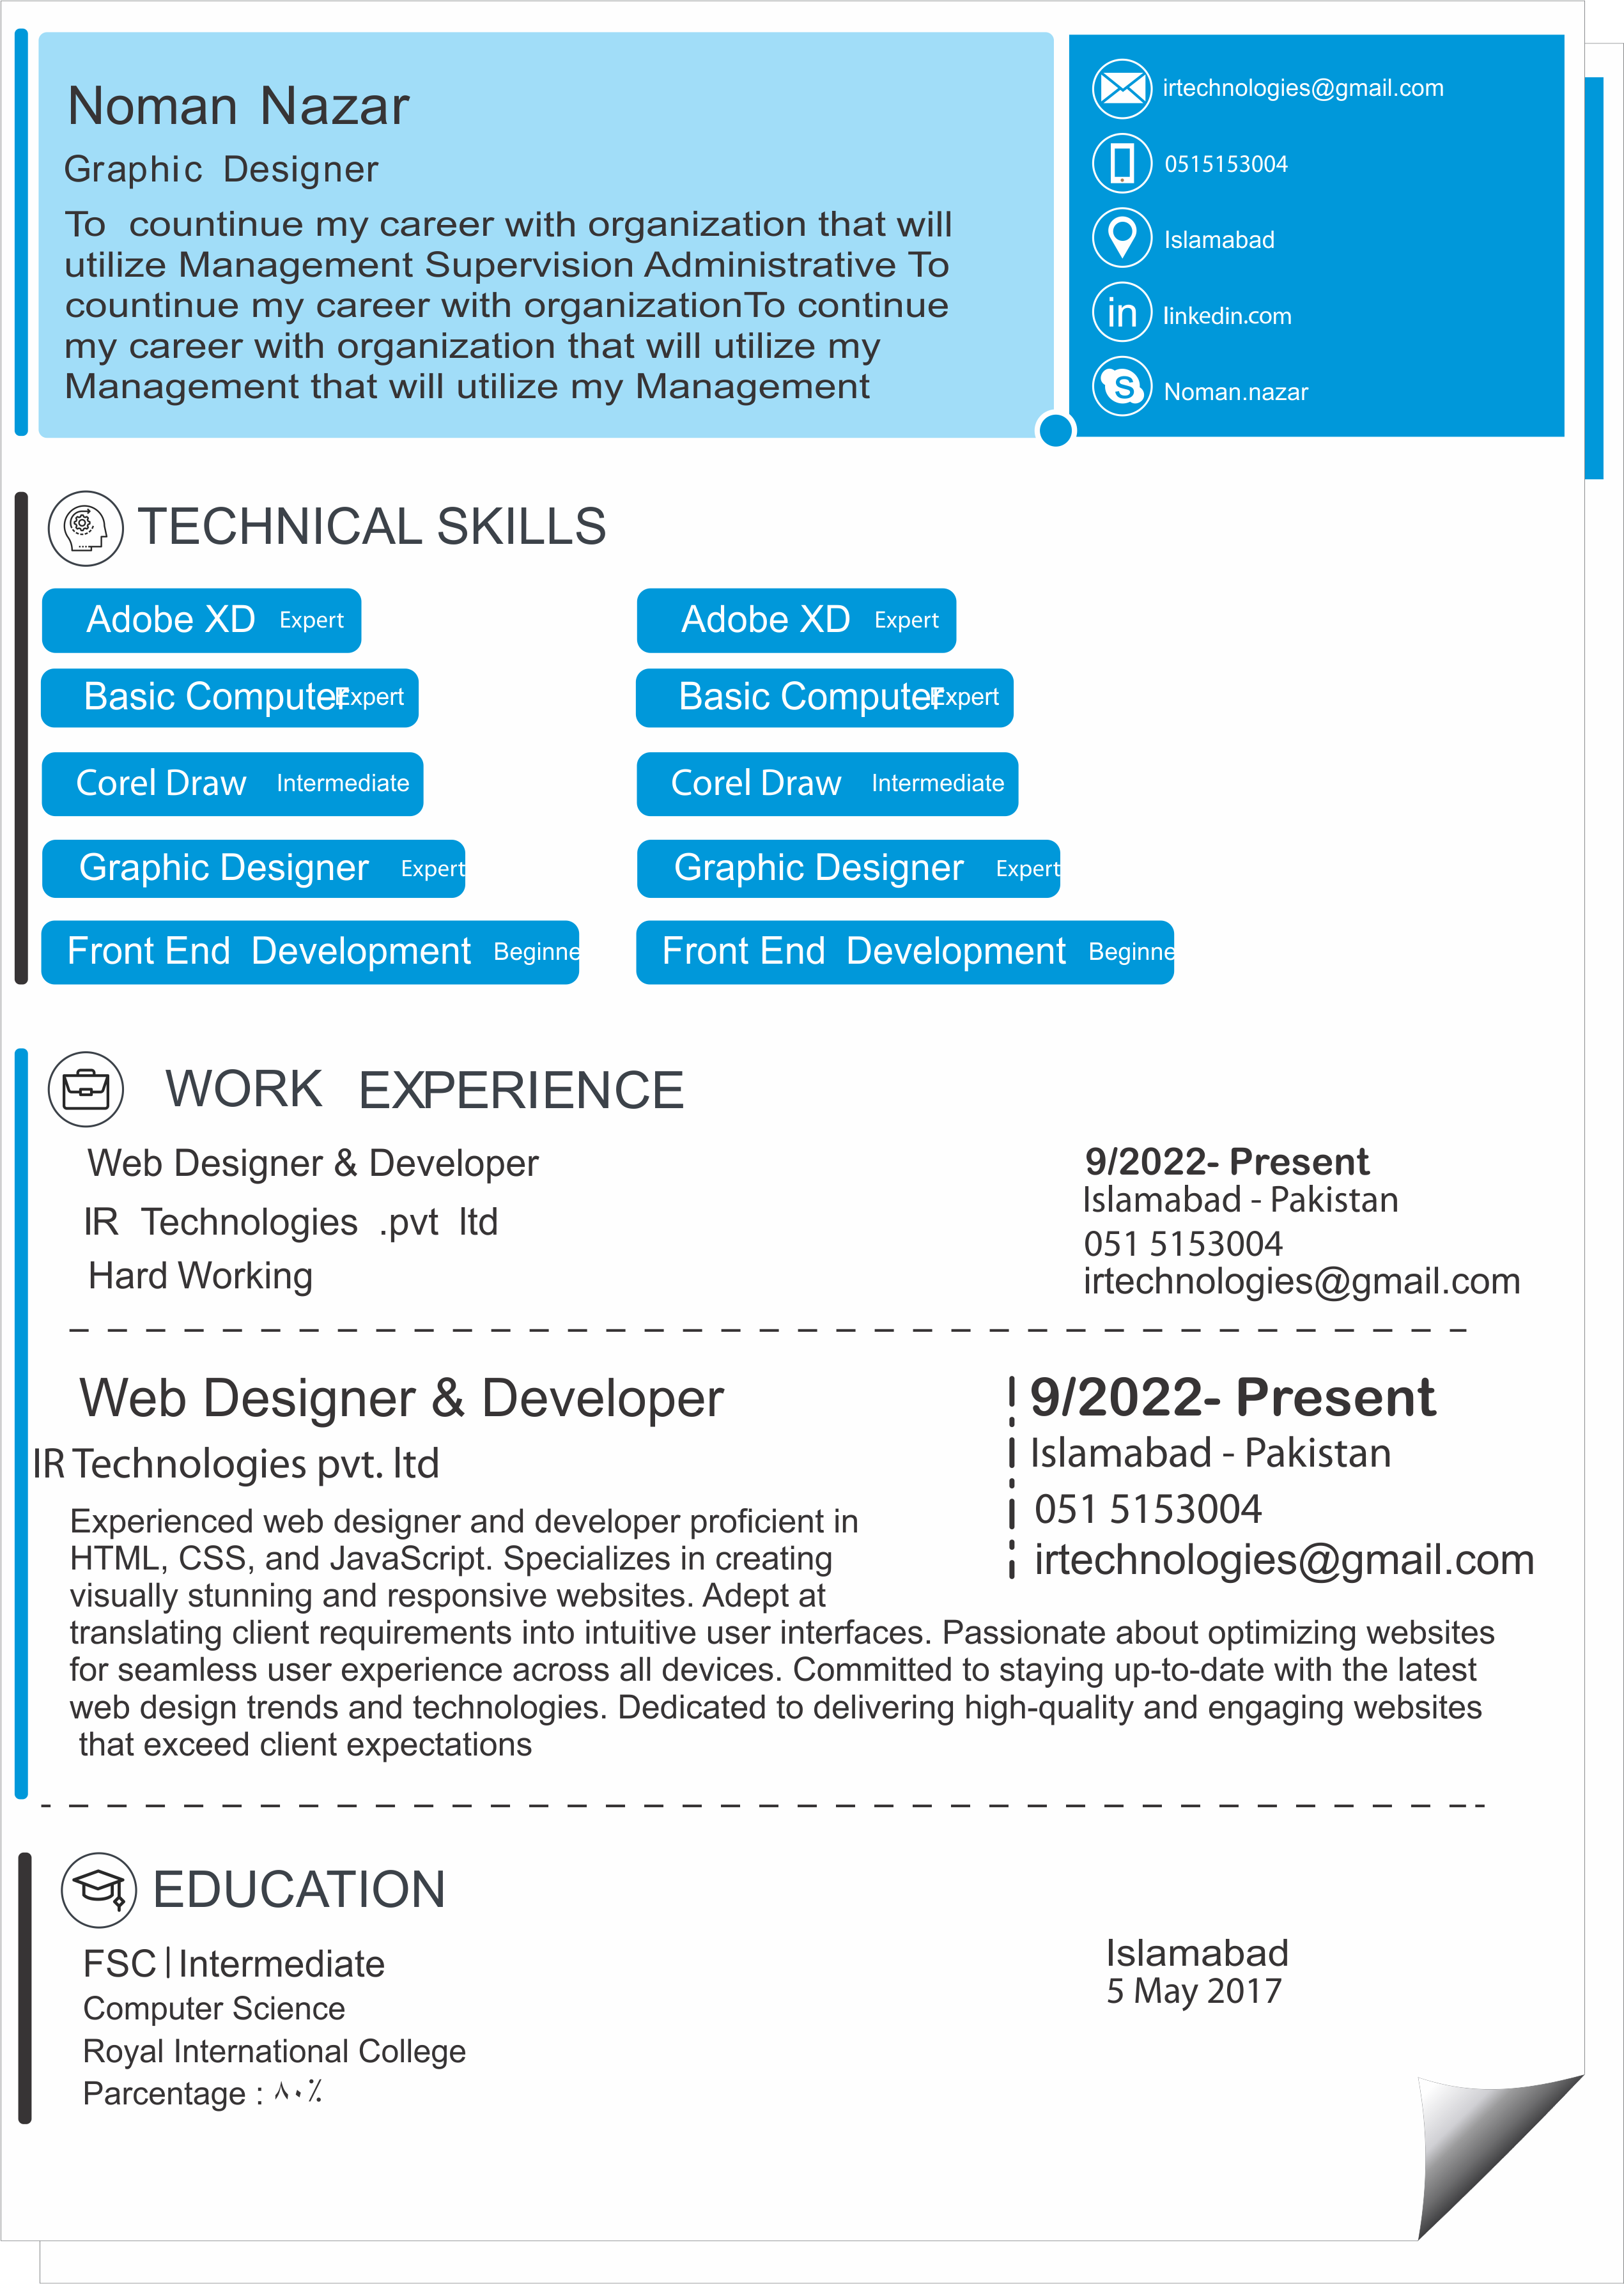 Noman Nazar
Graphic Designer
To countinue my career with organization that will
utilize Management Supervision Administrative To
countinue my career with organizationTo continue
my career with organization that will utilize my
Management that will utilize my Management
irtechnologies@gmail.com
0515153004
Islamabad
in linkedin.com
S Noman.nazar
TECHNICAL SKILLS
Adobe XD Expert
Basic Computer Expert
Corel Draw Intermediate
Graphic Designer Expert
Front End Development Beginne
Adobe XD Expert
Basic Computer Expert
Corel Draw Intermediate
Graphic Designer Expert
Front End Development Beginne
WORK EXPERIENCE
Web Designer & Developer
IR Technologies .pvt ltd
Hard Working
9/2022- Present
Islamabad - Pakistan
051 5153004
irtechnologies@gmail.com
Web Designer & Developer
IR Technologies pvt. ltd
9/2022- Present
Islamabad - Pakistan
051 5153004
irtechnologies@gmail.com
Experienced web designer and developer proficient in
HTML, CSS, and JavaScript. Specializes in creating
visually stunning and responsive websites. Adept at
translating client requirements into intuitive user interfaces. Passionate about optimizing websites
for seamless user experience across all devices. Committed to staying up-to-date with the latest
web design trends and technologies. Dedicated to delivering high-quality and engaging websites
that exceed client expectations
EDUCATION
FSC|Intermediate
Computer Science
Royal International College
Parcentage : ٨٠٪
Islamabad
5 May 2017